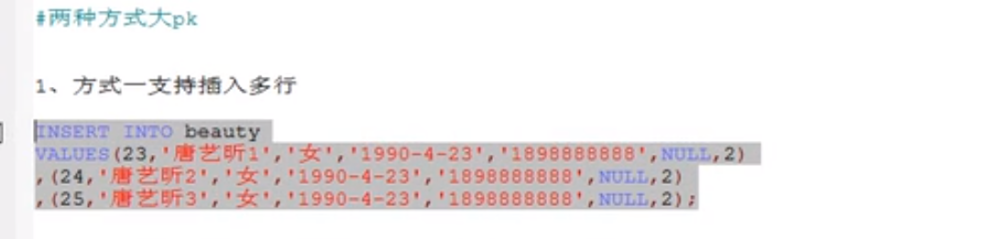 #两种方式大pk
1、方式一支持插入多行
INSERT INTO beauty
VALUES(23,'唐艺昕1','女','1990-4-23','1898888888',NULL,2)
,(24,'唐艺昕2','女','1990-4-23','1898888888',NULL,2)
,(25,'唐艺昕3','女','1990-4-23','1898888888',NULL,2);